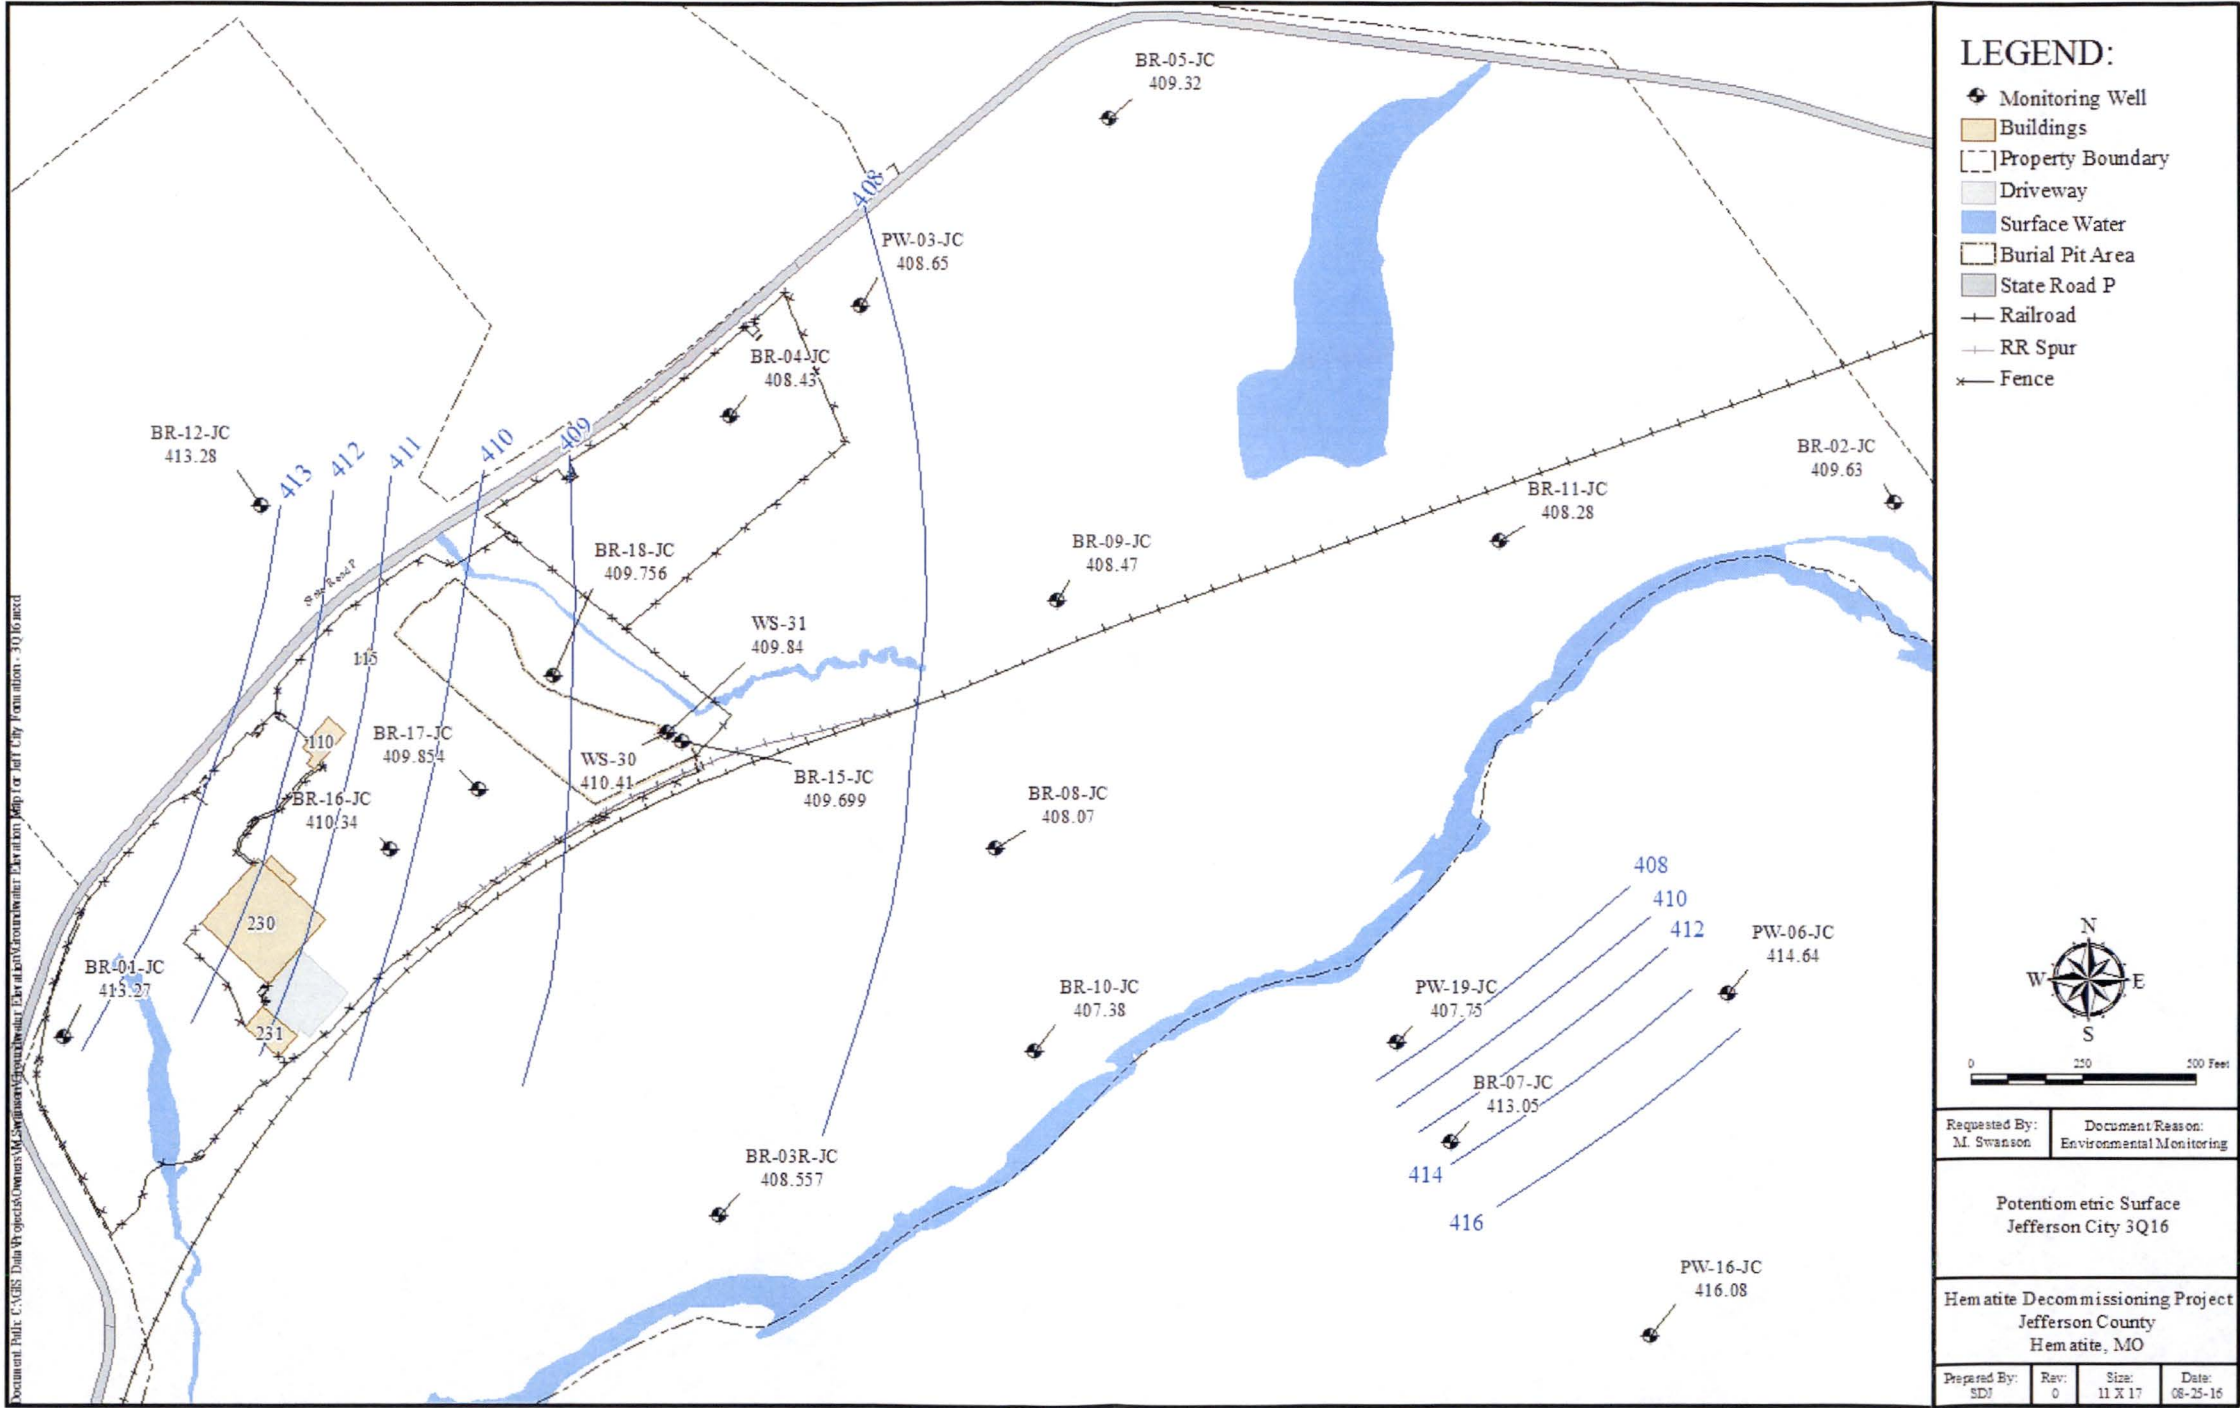 BR-05-JC
409.32
408
PW-03-JC
408.65
BR-04-JC
408.43
BR-12-JC
413.28
413
412
411
410
409
BR-02-JC
409.63
BR-11-JC
408.28
BR-09-JC
408.47
BR-18-JC
409.756
State Road P
WS-31
409.84
115
110
BR-17-JC
409.854
WS-30
410.41
BR-15-JC
409.699
BR-16-JC
410.34
BR-08-JC
408.07
230
408
410
412
PW-06-JC
414.64
BR-01-JC
413.27
231
BR-10-JC
407.38
PW-19-JC
407.75
BR-07-JC
413.05
414
416
BR-03R-JC
408.557
PW-16-JC
416.08
LEGEND:
Monitoring Well
Buildings
Property Boundary
Driveway
Surface Water
Burial Pit Area
State Road P
Railroad
RR Spur
Fence
N
W E
S
0 250 500 Feet
Requested By:
M. Swanson
Document/Reason:
Environmental Monitoring
Potentiometric Surface
Jefferson City 3Q16
Hematite Decommissioning Project
Jefferson County
Hematite, MO
Prepared By:
SDJ
Rev:
0
Size:
11 X 17
Date:
08-25-16